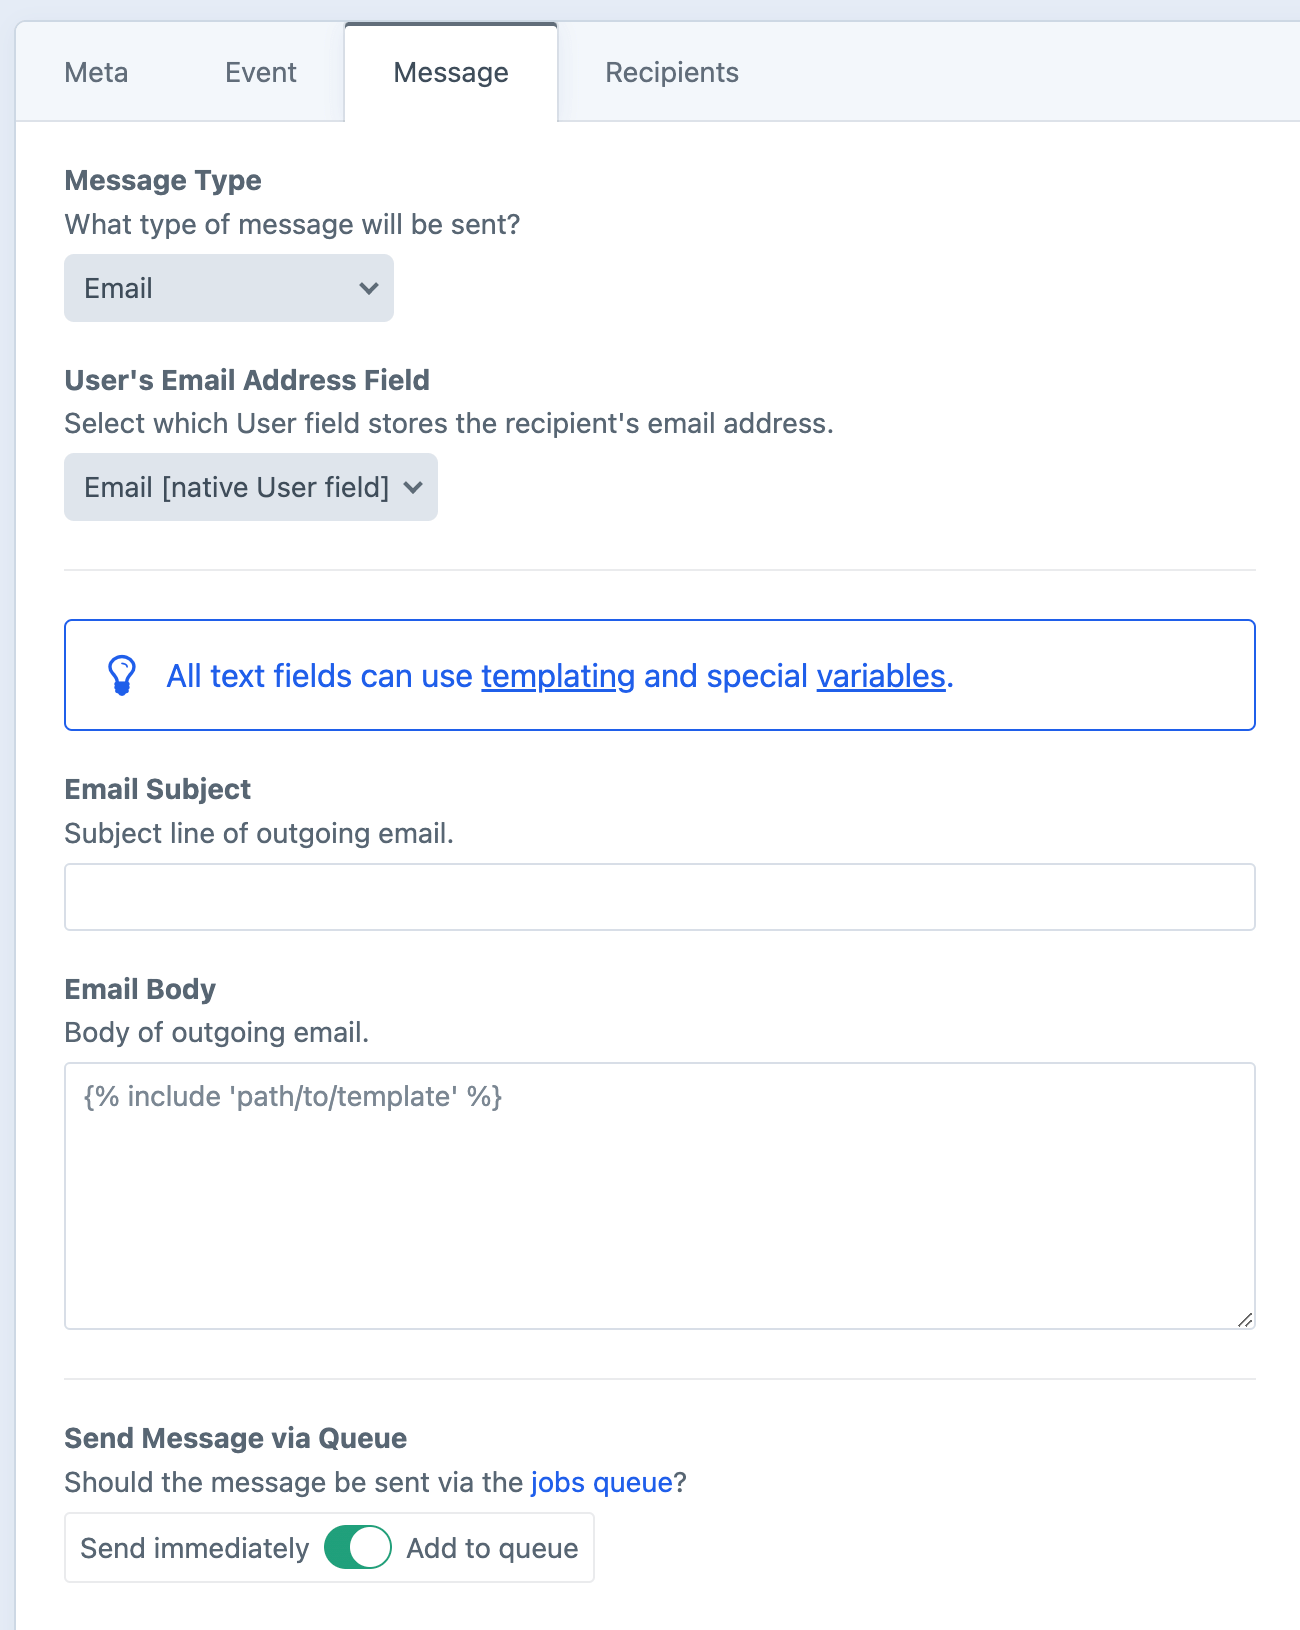 Meta Event Message Recipients
Message Type
What type of message will be sent?
Email
User's Email Address Field
Select which User field stores the recipient's email address.
Email [native User field]
All text fields can use templating and special variables.
Email Subject
Subject line of outgoing email.
Email Body
Body of outgoing email.
{% include 'path/to/template' %}
Send Message via Queue
Should the message be sent via the jobs queue?
Send immediately Add to queue